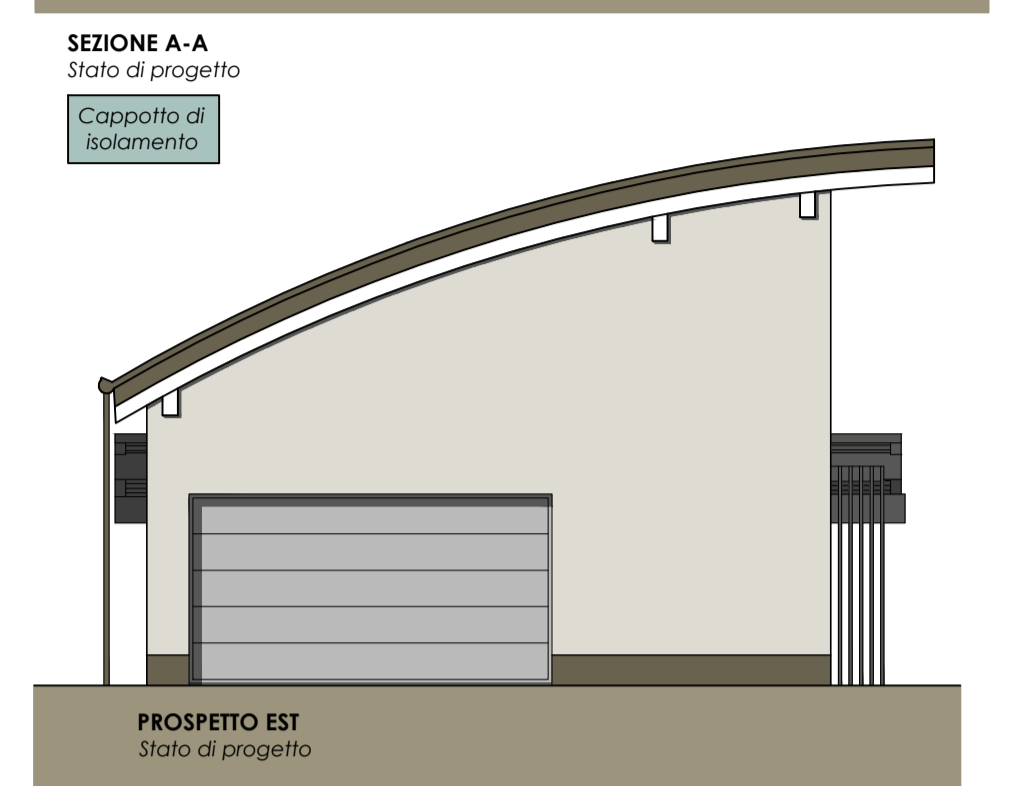 SEZIONE A-A
Stato di progetto
Cappotto di
isolamento
PROSPETTO EST
Stato di progetto